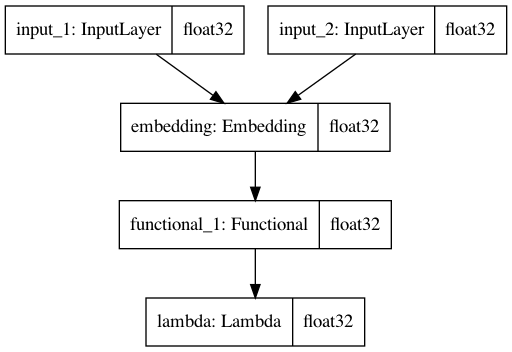 input_1: InputLayer float32 input_2: InputLayer float32
embedding: Embedding float32
functional_1: Functional float32
lambda: Lambda float32